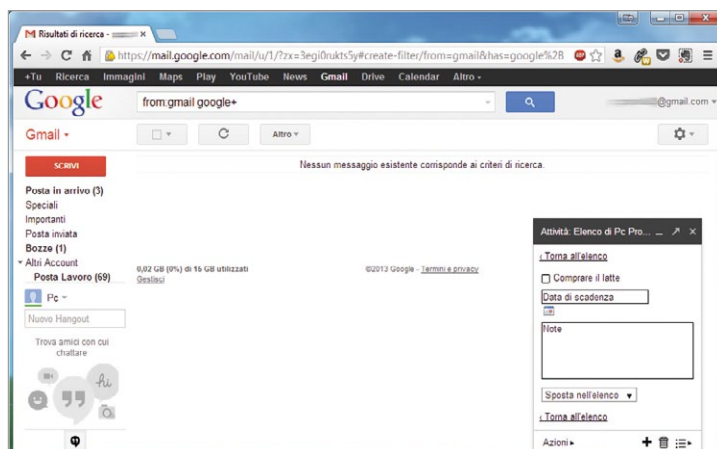 Risultati di ricerca -
https://mail.google.com/mail/u/1/?zx=3egi0rukts5y#create-filter/from=gmail&has=google%2B
+Tu Ricerca Immagini Maps Play YouTube News Gmail Drive Calendar Altro
Google
from:gmail google+
@gmail.com
Gmail
Altro
SCRIVI
Nessun messaggio esistente corrisponde ai criteri di ricerca.
Posta in arrivo (3)
Speciali
Importanti
Posta inviata
Bozze (1)
Altri Account
Posta Lavoro (69)
0,02 GB (0%) di 15 GB utilizzati
Gestisci
©2013 Google - Termini e privacy
Pc
Nuovo Hangout
Trova amici con cui
chattare
hi
Attività: Elenco di Pc Pro...
‹ Torna all'elenco
Comprare il latte
Data di scadenza
Note
Sposta nell'elenco
‹ Torna all'elenco
Azioni